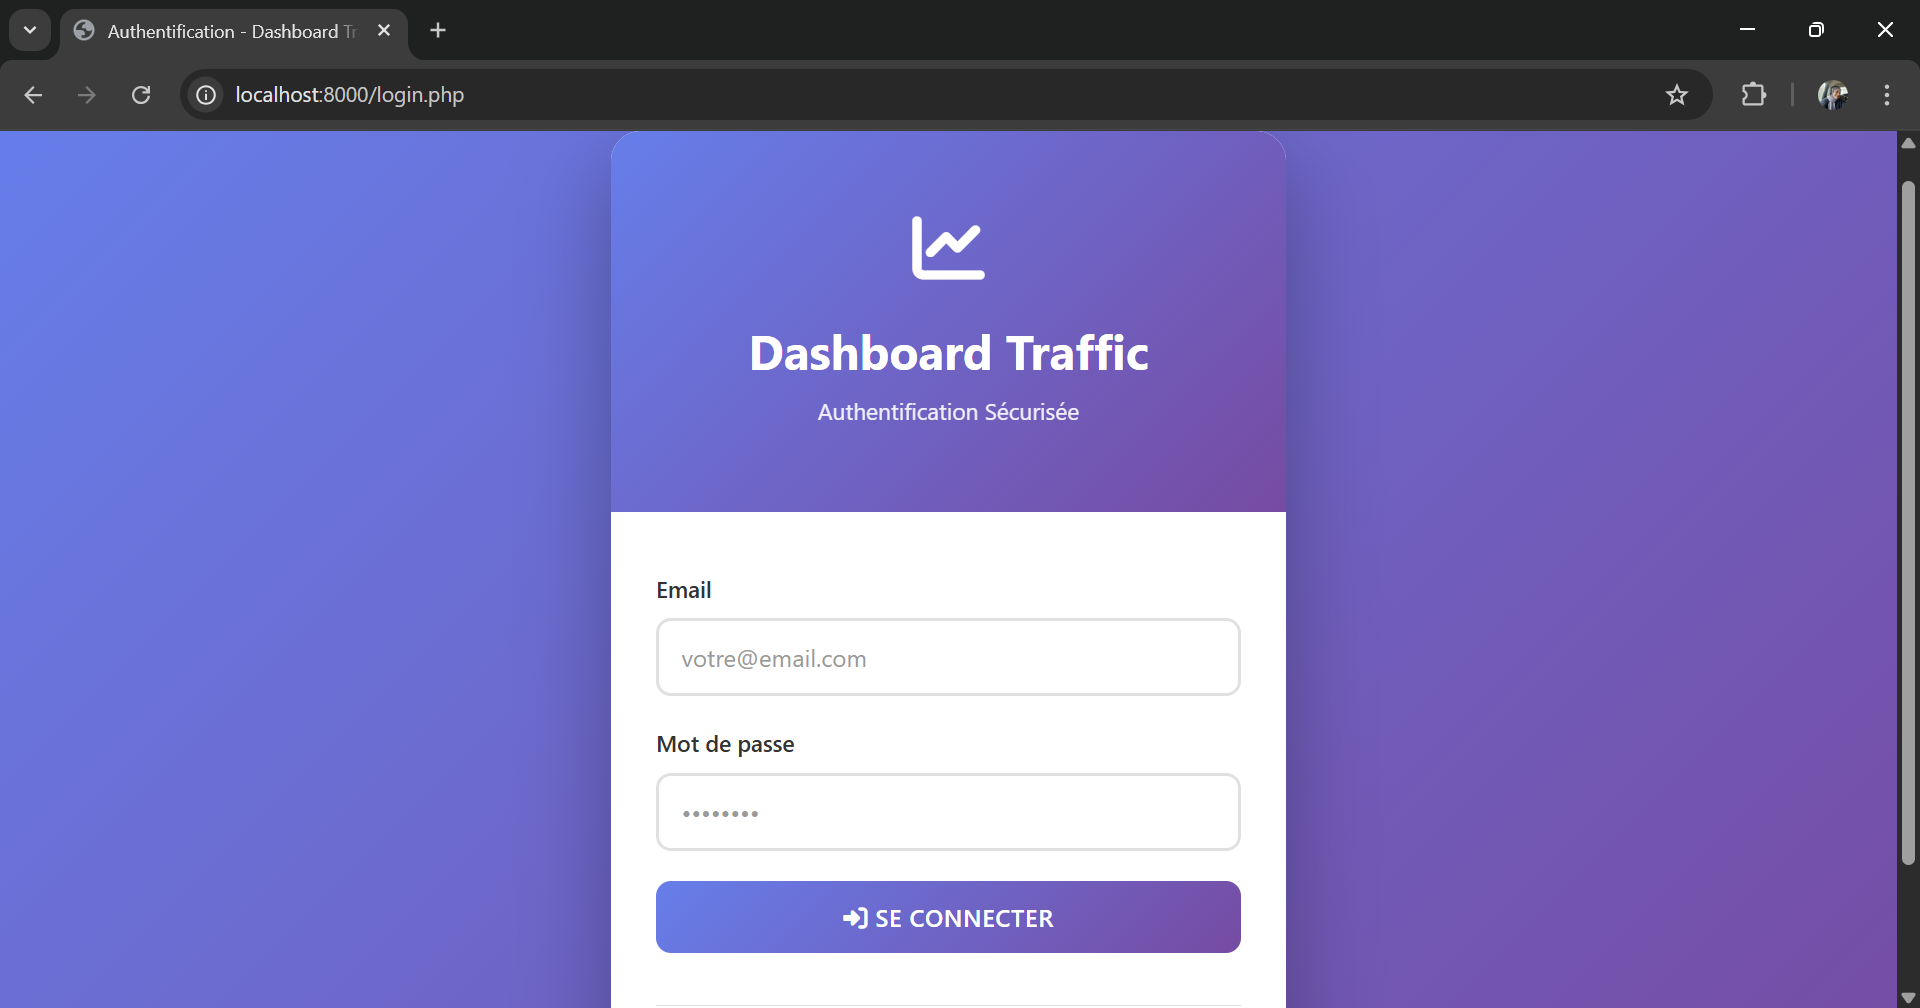 Authentification - Dashboard Tr
localhost:8000/login.php
Dashboard Traffic
Authentification Sécurisée
Email
votre@email.com
Mot de passe
••••••••
SE CONNECTER